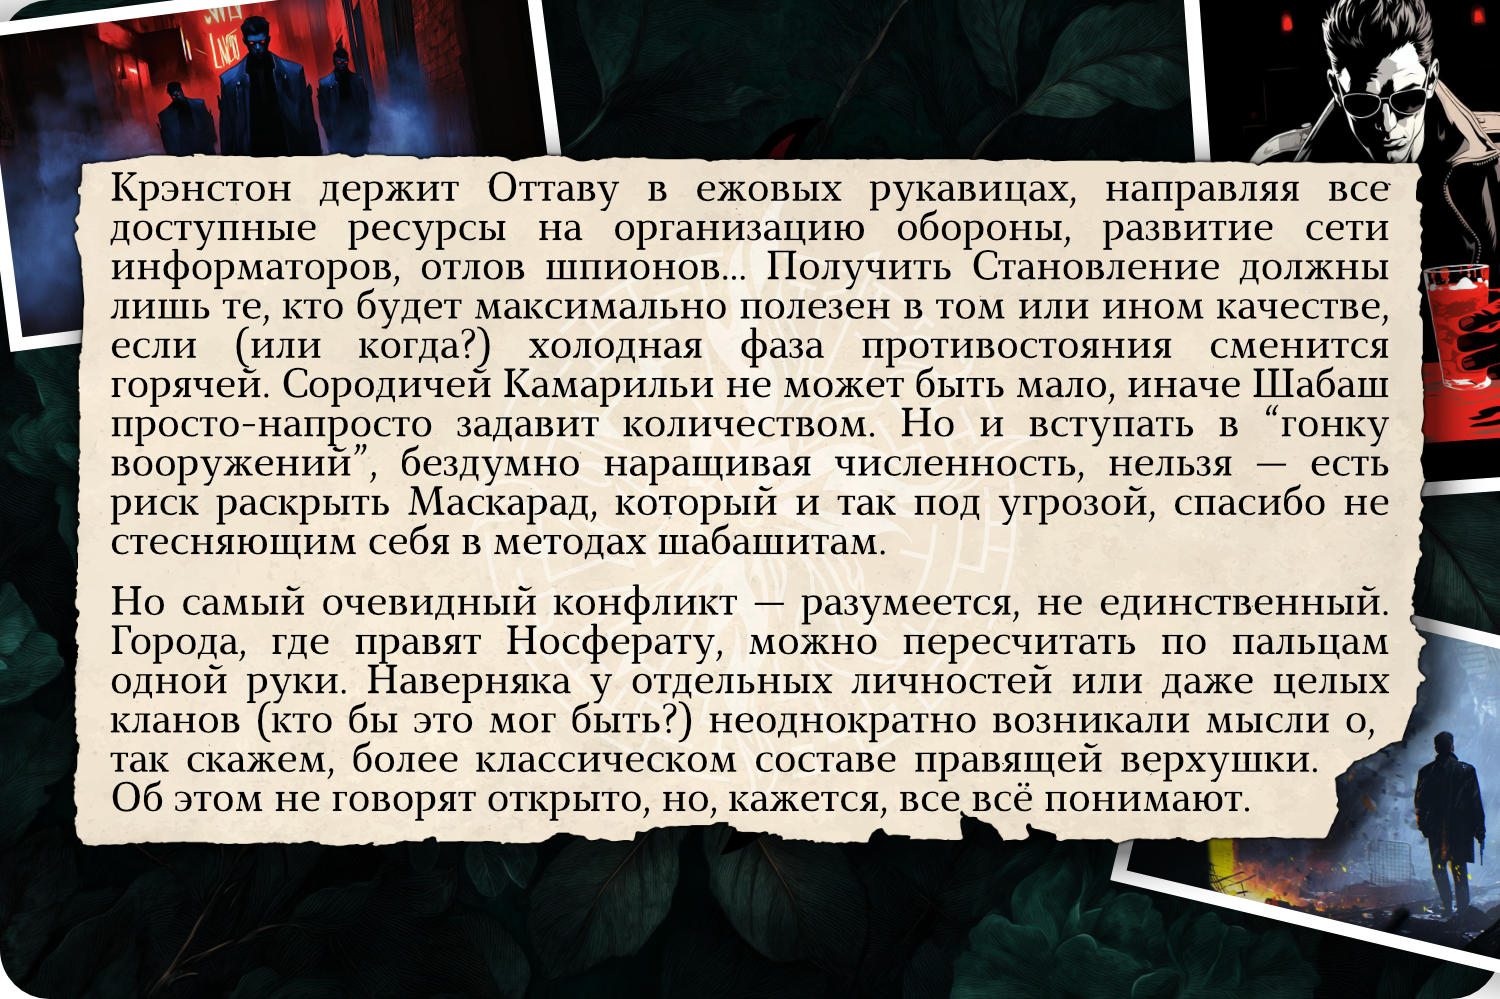 Крэнстон держит Оттаву в ежовых рукавицах, направляя все
доступные ресурсы на организацию обороны, развитие сети
информаторов, отлов шпионов... Получить Становление должны
лишь те, кто будет максимально полезен в том или ином качестве,
если (или когда?) холодная фаза противостояния сменится
горячей. Сородичей Камарильи не может быть мало, иначе Шабаш
просто-напросто задавит количеством. Но и вступать в “гонку
вооружений”, бездумно наращивая численность, нельзя — есть
риск раскрыть Маскарад, который и так под угрозой, спасибо не
стесняющим себя в методах шабашитам.
Но самый очевидный конфликт — разумеется, не единственный.
Города, где правят Носферату, можно пересчитать по пальцам
одной руки. Наверняка у отдельных личностей или даже целых
кланов (кто бы это мог быть?) неоднократно возникали мысли о,
так скажем, более классическом составе правящей верхушки.
Об этом не говорят открыто, но, кажется, все всё понимают.